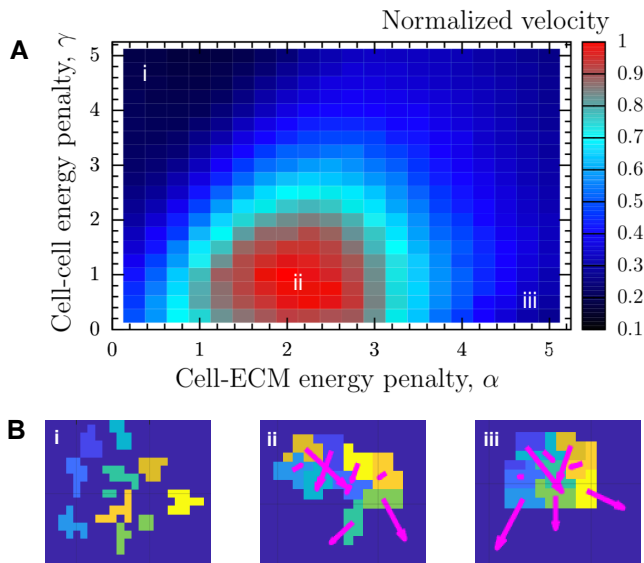 Normalized velocity
A
Cell-cell energy penalty, γ
5
4
3
2
1
0
i
ii
iii
1
0.9
0.8
0.7
0.6
0.5
0.4
0.3
0.2
0.1
0 1 2 3 4 5
Cell-ECM energy penalty, α
B
i
ii
iii